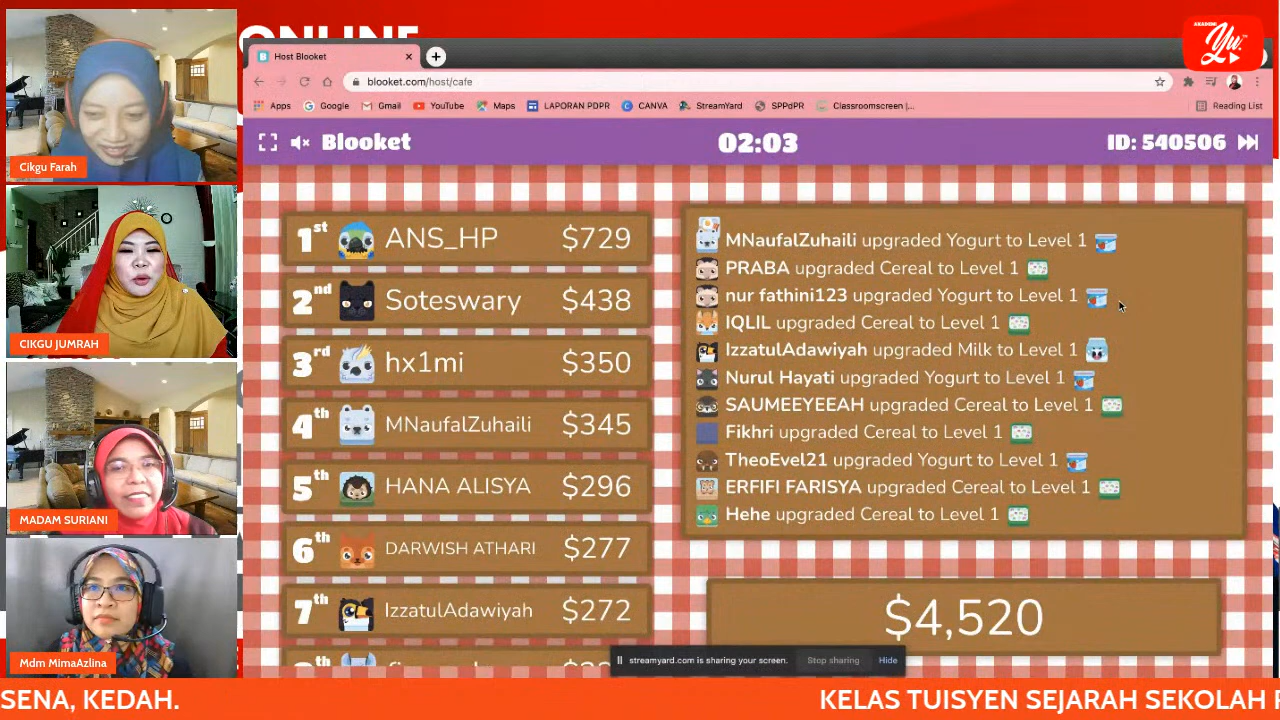 ONLINE
AKADEMI
Yu
Host Blooket
blooket.com/host/cafe
Apps Google Gmail YouTube Maps LAPORAN PDPR CANVA StreamYard SPPdPR Classroomscreen |... Reading List
Blooket 02:03 ID: 540506
1st ANS_HP $729
2nd Soteswary $438
3rd hx1mi $350
4th MNaufalZuhaili $345
5th HANA ALISYA $296
6th DARWISH ATHARI $277
7th IzzatulAdawiyah $272
MNaufalZuhaili upgraded Yogurt to Level 1
PRABA upgraded Cereal to Level 1
nur fathini123 upgraded Yogurt to Level 1
IQLIL upgraded Cereal to Level 1
IzzatulAdawiyah upgraded Milk to Level 1
Nurul Hayati upgraded Yogurt to Level 1
SAUMEEYEEAH upgraded Cereal to Level 1
Fikhri upgraded Cereal to Level 1
TheoEvel21 upgraded Yogurt to Level 1
ERFIFI FARISYA upgraded Cereal to Level 1
Hehe upgraded Cereal to Level 1
$4,520
streamyard.com is sharing your screen. Stop sharing Hide
Cikgu Farah
CIKGU JUMRAH
MADAM SURIANI
Mdm MimaAzlina
SENA, KEDAH. KELAS TUISYEN SEJARAH SEKOLAH